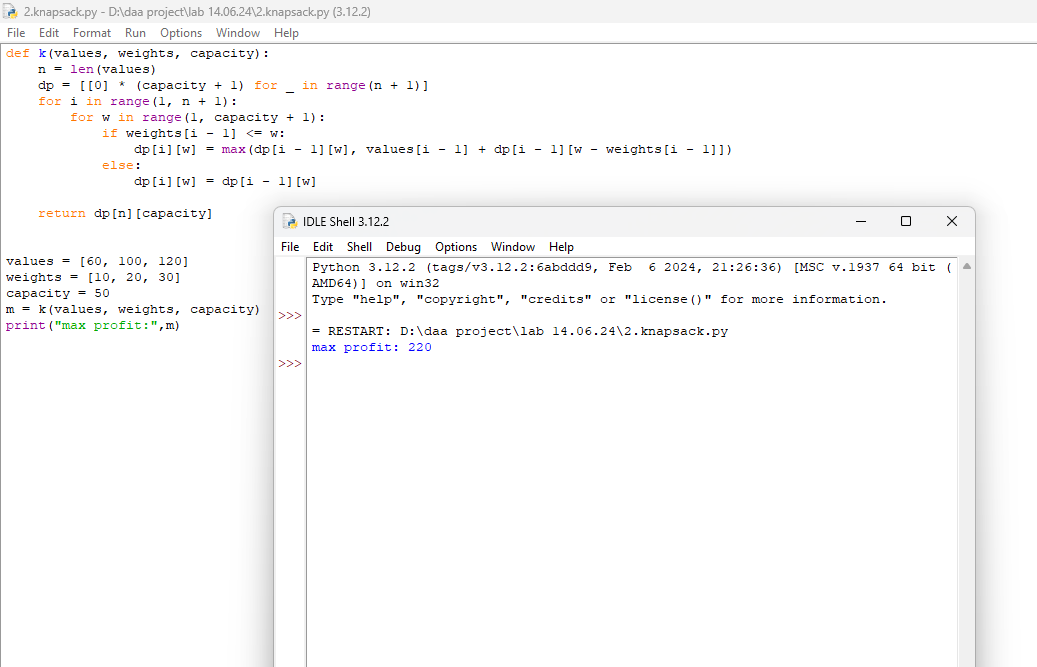 2.knapsack.py - D:\daa project\lab 14.06.24\2.knapsack.py (3.12.2)
File Edit Format Run Options Window Help
def k(values, weights, capacity):
    n = len(values)
    dp = [[0] * (capacity + 1) for _ in range(n + 1)]
    for i in range(1, n + 1):
        for w in range(1, capacity + 1):
            if weights[i - 1] <= w:
                dp[i][w] = max(dp[i - 1][w], values[i - 1] + dp[i - 1][w - weights[i - 1]])
            else:
                dp[i][w] = dp[i - 1][w]
    return dp[n][capacity]
values = [60, 100, 120]
weights = [10, 20, 30]
capacity = 50
m = k(values, weights, capacity)
print("max profit:",m)
IDLE Shell 3.12.2
File Edit Shell Debug Options Window Help
Python 3.12.2 (tags/v3.12.2:6abddd9, Feb  6 2024, 21:26:36) [MSC v.1937 64 bit (
AMD64)] on win32
Type "help", "copyright", "credits" or "license()" for more information.
>>>
= RESTART: D:\daa project\lab 14.06.24\2.knapsack.py
max profit: 220
>>>